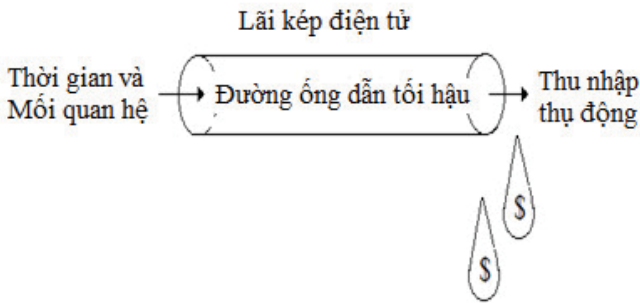 Lãi kép điện tử
Thời gian và
Mối quan hệ
Đường ống dẫn tối hậu
Thu nhập
thụ động
$
$